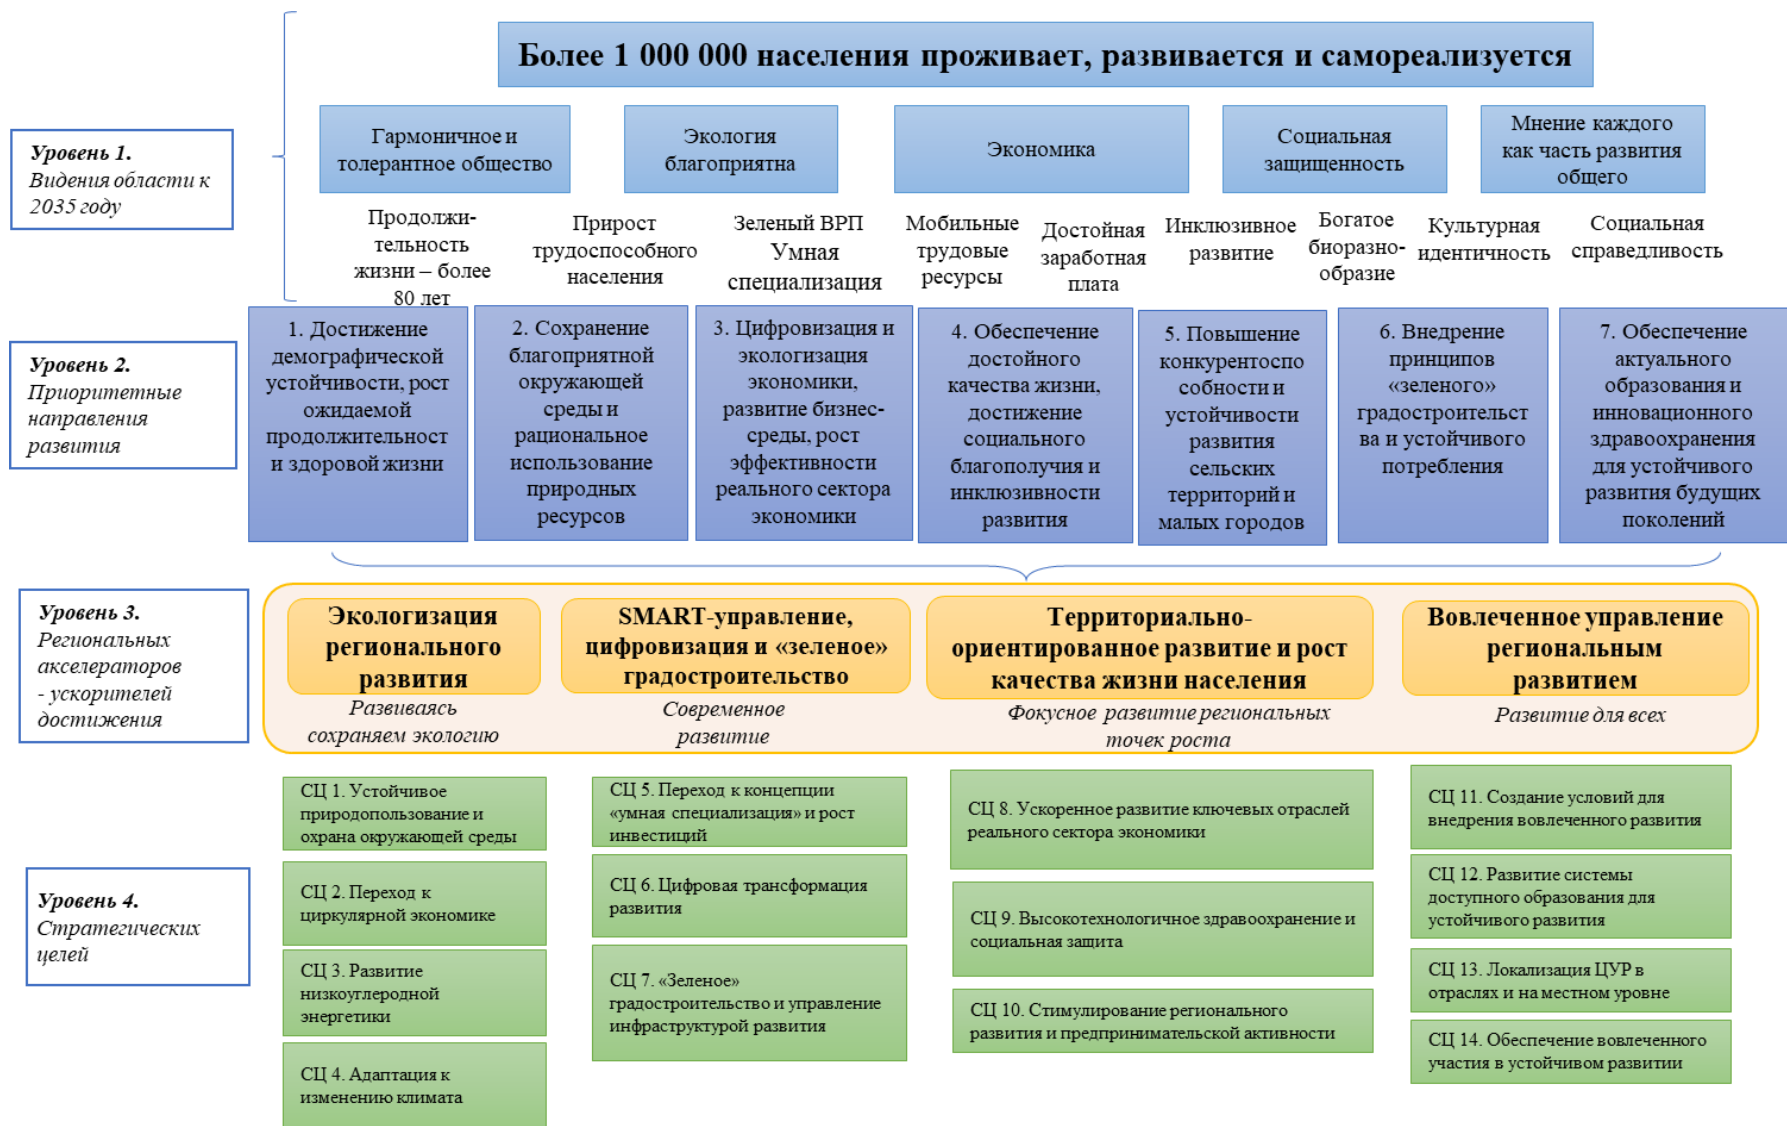 Более 1 000 000 населения проживает, развивается и самореализуется
Уровень 1.
Видения области к
2035 году
Гармоничное и
толерантное общество
Экология
благоприятна
Экономика
Социальная
защищенность
Мнение каждого
как часть развития
общего
Продолжи-
тельность
жизни – более
80 лет
Прирост
трудоспособного
населения
Зеленый ВРП
Умная
специализация
Мобильные
трудовые
ресурсы
Достойная
заработная
плата
Инклюзивное
развитие
Богатое
биоразно-
образие
Культурная
идентичность
Социальная
справедливость
Уровень 2.
Приоритетные
направления
развития
1. Достижение
демографической
устойчивости, рост
ожидаемой
продолжительност
и здоровой жизни
2. Сохранение
благоприятной
окружающей
среды и
рациональное
использование
природных
ресурсов
3. Цифровизация и
экологизация
экономики,
развитие бизнес-
среды, рост
эффективности
реального сектора
экономики
4. Обеспечение
достойного
качества жизни,
достижение
социального
благополучия и
инклюзивности
развития
5. Повышение
конкурентоспо
собности и
устойчивости
развития
сельских
территорий и
малых городов
6. Внедрение
принципов
«зеленого»
градостроительст
ва и устойчивого
потребления
7. Обеспечение
актуального
образования и
инновационного
здравоохранения
для устойчивого
развития будущих
поколений
Уровень 3.
Региональных
акселераторов
- ускорителей
достижения
Экологизация
регионального
развития
Развиваясь
сохраняем экологию
SMART-управление,
цифровизация и «зеленое»
градостроительство
Современное
развитие
Территориально-
ориентированное развитие и рост
качества жизни населения
Фокусное развитие региональных
точек роста
Вовлеченное управление
региональным
развитием
Развитие для всех
Уровень 4.
Стратегических
целей
СЦ 1. Устойчивое
природопользование и
охрана окружающей среды
СЦ 2. Переход к
циркулярной экономике
СЦ 3. Развитие
низкоуглеродной
энергетики
СЦ 4. Адаптация к
изменению климата
СЦ 5. Переход к концепции
«умная специализация» и рост
инвестиций
СЦ 6. Цифровая трансформация
развития
СЦ 7. «Зеленое»
градостроительство и управление
инфраструктурой развития
СЦ 8. Ускоренное развитие ключевых отраслей
реального сектора экономики
СЦ 9. Высокотехнологичное здравоохранение и
социальная защита
СЦ 10. Стимулирование регионального
развития и предпринимательской активности
СЦ 11. Создание условий для
внедрения вовлеченного развития
СЦ 12. Развитие системы
доступного образования для
устойчивого развития
СЦ 13. Локализация ЦУР в
отраслях и на местном уровне
СЦ 14. Обеспечение вовлеченного
участия в устойчивом развитии